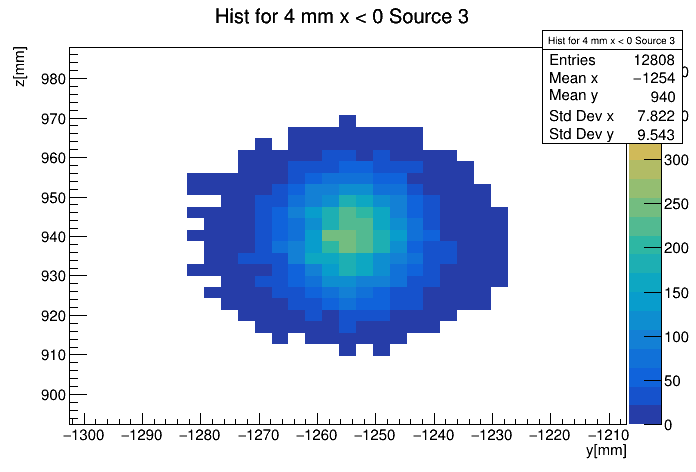 Hist for 4 mm x < 0 Source 3
Hist for 4 mm x < 0 Source 3
Entries 12808
Mean x −1254
Mean y 940
Std Dev x 7.822
Std Dev y 9.543
z[mm]
980
970
960
950
940
930
920
910
900
300
250
200
150
100
50
0
−1300 −1290 −1280 −1270 −1260 −1250 −1240 −1230 −1220 −1210
y[mm]